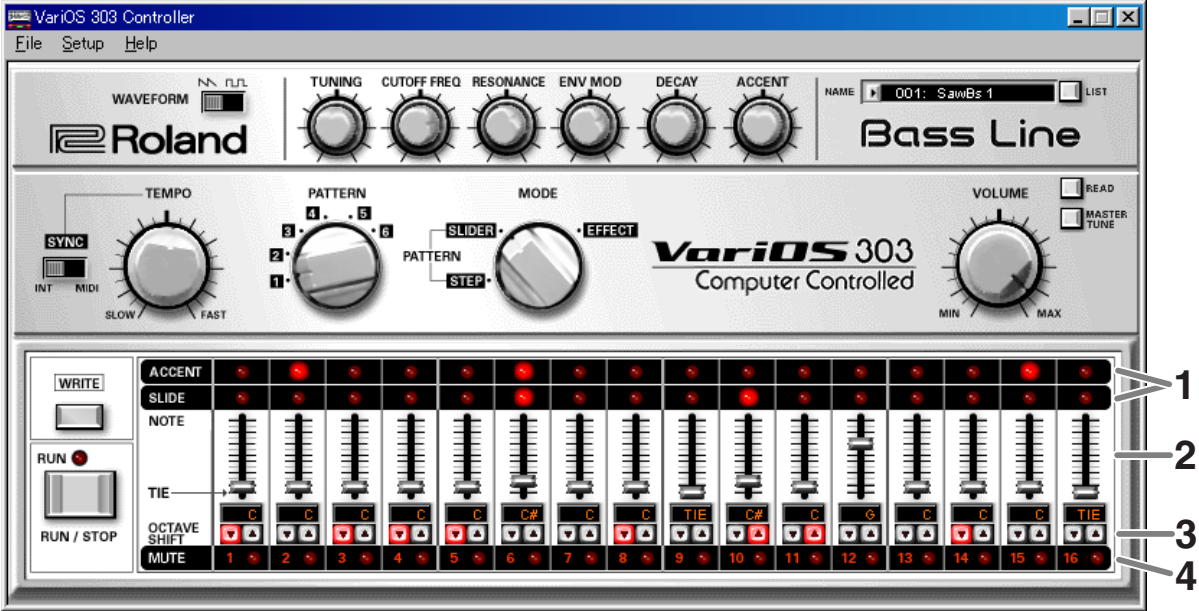 VariOS 303 Controller
File Setup Help
WAVEFORM
TUNING CUTOFF FREQ RESONANCE ENV MOD DECAY ACCENT
NAME 001: SawBs 1 LIST
Roland
Bass Line
TEMPO
PATTERN
MODE
VOLUME
READ
MASTER
TUNE
SYNC
INT MIDI
SLOW FAST
1 2 3 4 5 6
PATTERN
SLIDER
STEP
EFFECT
VariOS 303
Computer Controlled
MIN MAX
WRITE
RUN
RUN / STOP
ACCENT
SLIDE
1
NOTE
2
TIE
C C C C C C# C C TIE C# C G C C C TIE
OCTAVE
SHIFT
3
MUTE 1 2 3 4 5 6 7 8 9 10 11 12 13 14 15 16
4